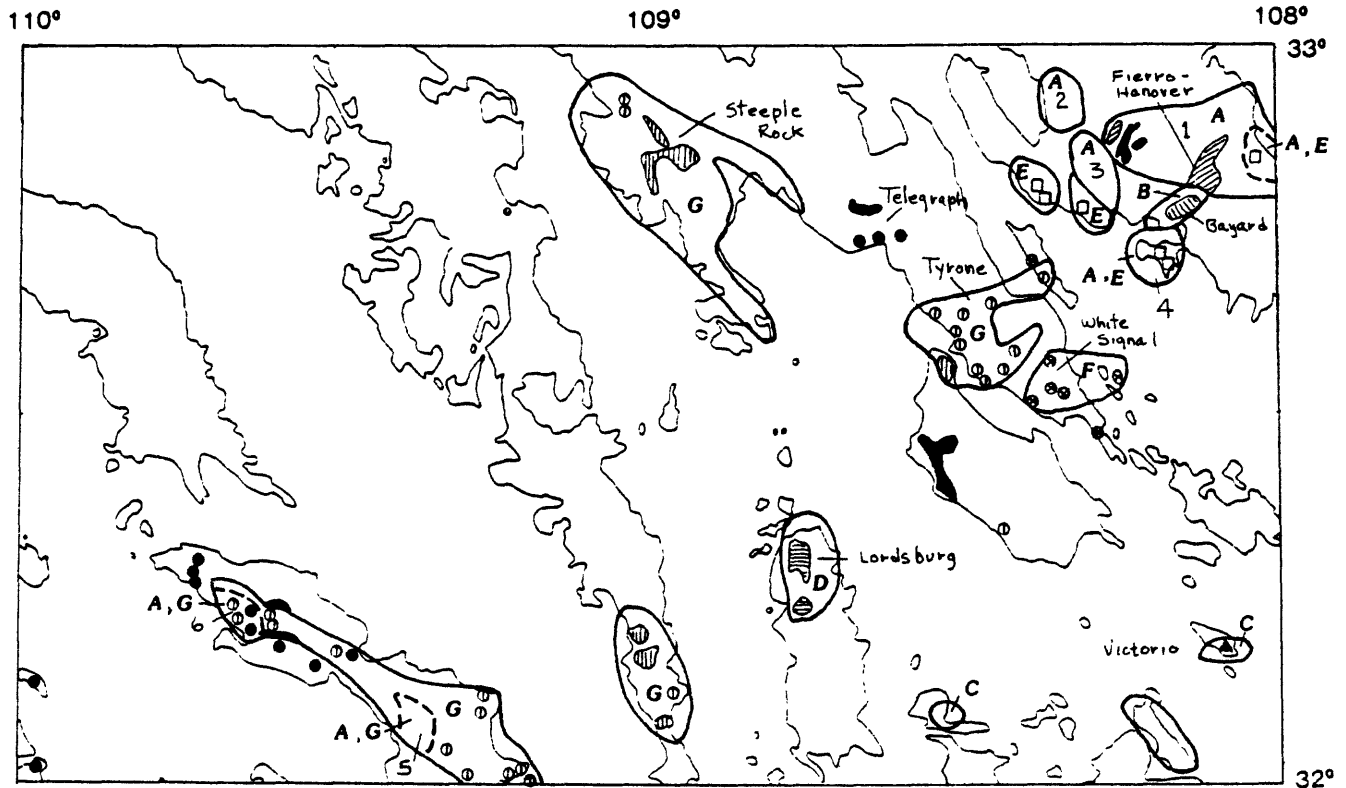 110°
109°
108°
33°
Fierro-
Hanover
A
2
Steeple
Rock
1
A
A, E
A
3
E
B
G
Telegraph
E
Bayard
A, E
Tyrone
4
G
White
Signal
F
Lordsburg
D
A, G
6
C
Victorio
G
C
G
A, G
5
32°